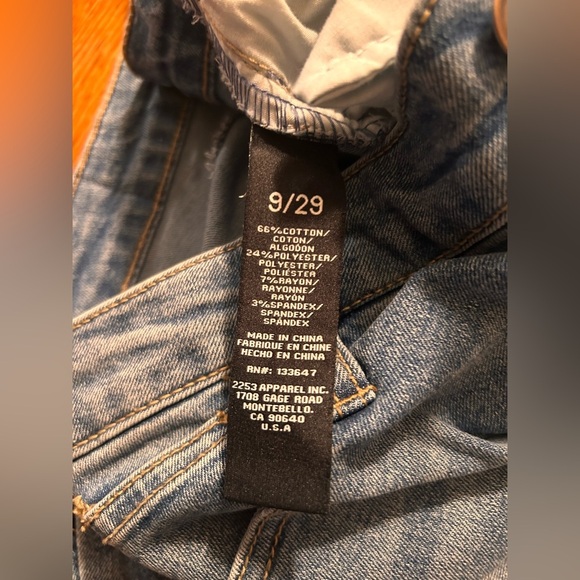 9/29
66%COTTON/
COTON/
ALGODON
24%POLYESTER/
POLYESTER/
POLIÉSTER
7%RAYON/
RAYONNE/
RAYÓN
3%SPANDEX/
SPANDEX/
SPANDEX
MADE IN CHINA
FABRIQUE EN CHINE
HECHO EN CHINA
RN#: 133647
2253 APPAREL INC.
1708 GAGE ROAD
MONTEBELLO.
CA 90640
U.S.A